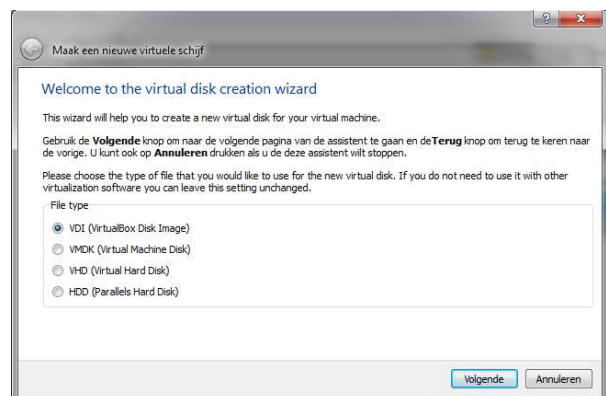 Maak een nieuwe virtuele schijf
Welcome to the virtual disk creation wizard
This wizard will help you to create a new virtual disk for your virtual machine.
Gebruik de Volgende knop om naar de volgende pagina van de assistent te gaan en deTerug knop om terug te keren naar
de vorige. U kunt ook op Annuleren drukken als u de deze assistent wilt stoppen.
Please choose the type of file that you would like to use for the new virtual disk. If you do not need to use it with other
virtualization software you can leave this setting unchanged.
File type
VDI (VirtualBox Disk Image)
VMDK (Virtual Machine Disk)
VHD (Virtual Hard Disk)
HDD (Parallels Hard Disk)
Volgende Annuleren